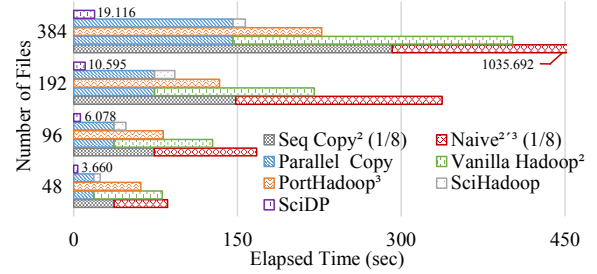 19.116
384
1035.692
10.595
192
6.078
96
3.660
48
Number of Files
Seq Copy² (1/8)
Naive²´³ (1/8)
Parallel Copy
Vanilla Hadoop²
PortHadoop³
SciHadoop
SciDP
0
150
300
450
Elapsed Time (sec)